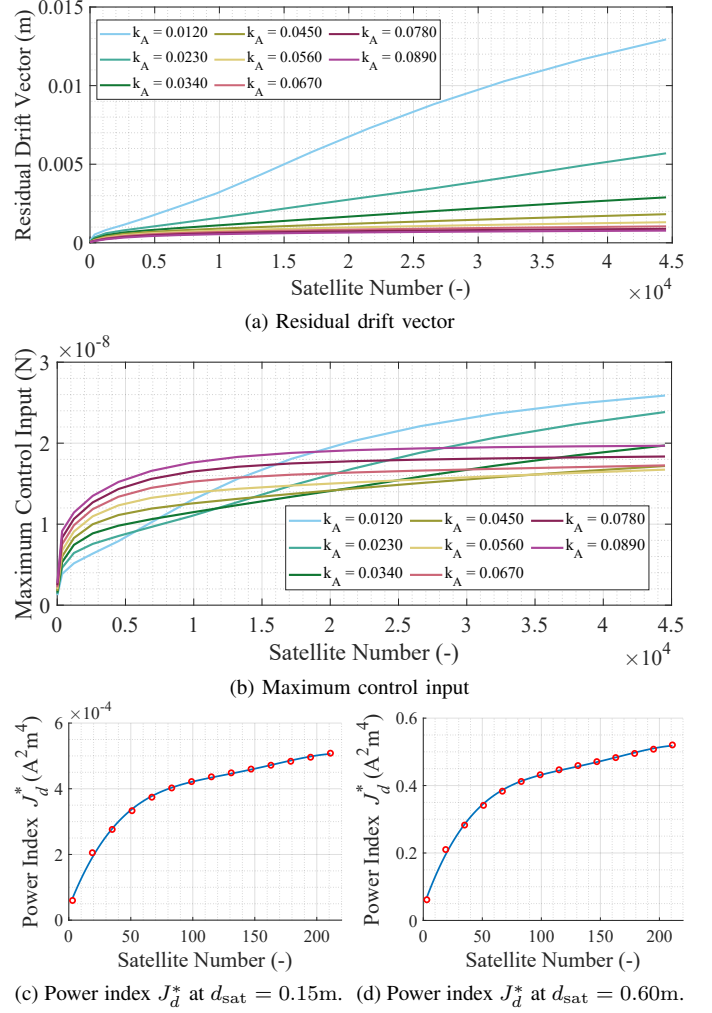 0.015
0.01
0.005
0
Residual Drift Vector (m)
k_A = 0.0120 k_A = 0.0450 k_A = 0.0780
k_A = 0.0230 k_A = 0.0560 k_A = 0.0890
k_A = 0.0340 k_A = 0.0670
0 0.5 1 1.5 2 2.5 3 3.5 4 4.5
Satellite Number (-)
×10^4
(a) Residual drift vector
×10^-8
3
2
1
0
Maximum Control Input (N)
k_A = 0.0120 k_A = 0.0450 k_A = 0.0780
k_A = 0.0230 k_A = 0.0560 k_A = 0.0890
k_A = 0.0340 k_A = 0.0670
0 0.5 1 1.5 2 2.5 3 3.5 4 4.5
Satellite Number (-)
×10^4
(b) Maximum control input
×10^-4
6
4
2
0
Power Index J_d^* (A^2m^4)
0 50 100 150 200
Satellite Number (-)
(c) Power index J_d^* at d_sat = 0.15m.
0.6
0.4
0.2
0
Power Index J_d^* (A^2m^4)
0 50 100 150 200
Satellite Number (-)
(d) Power index J_d^* at d_sat = 0.60m.